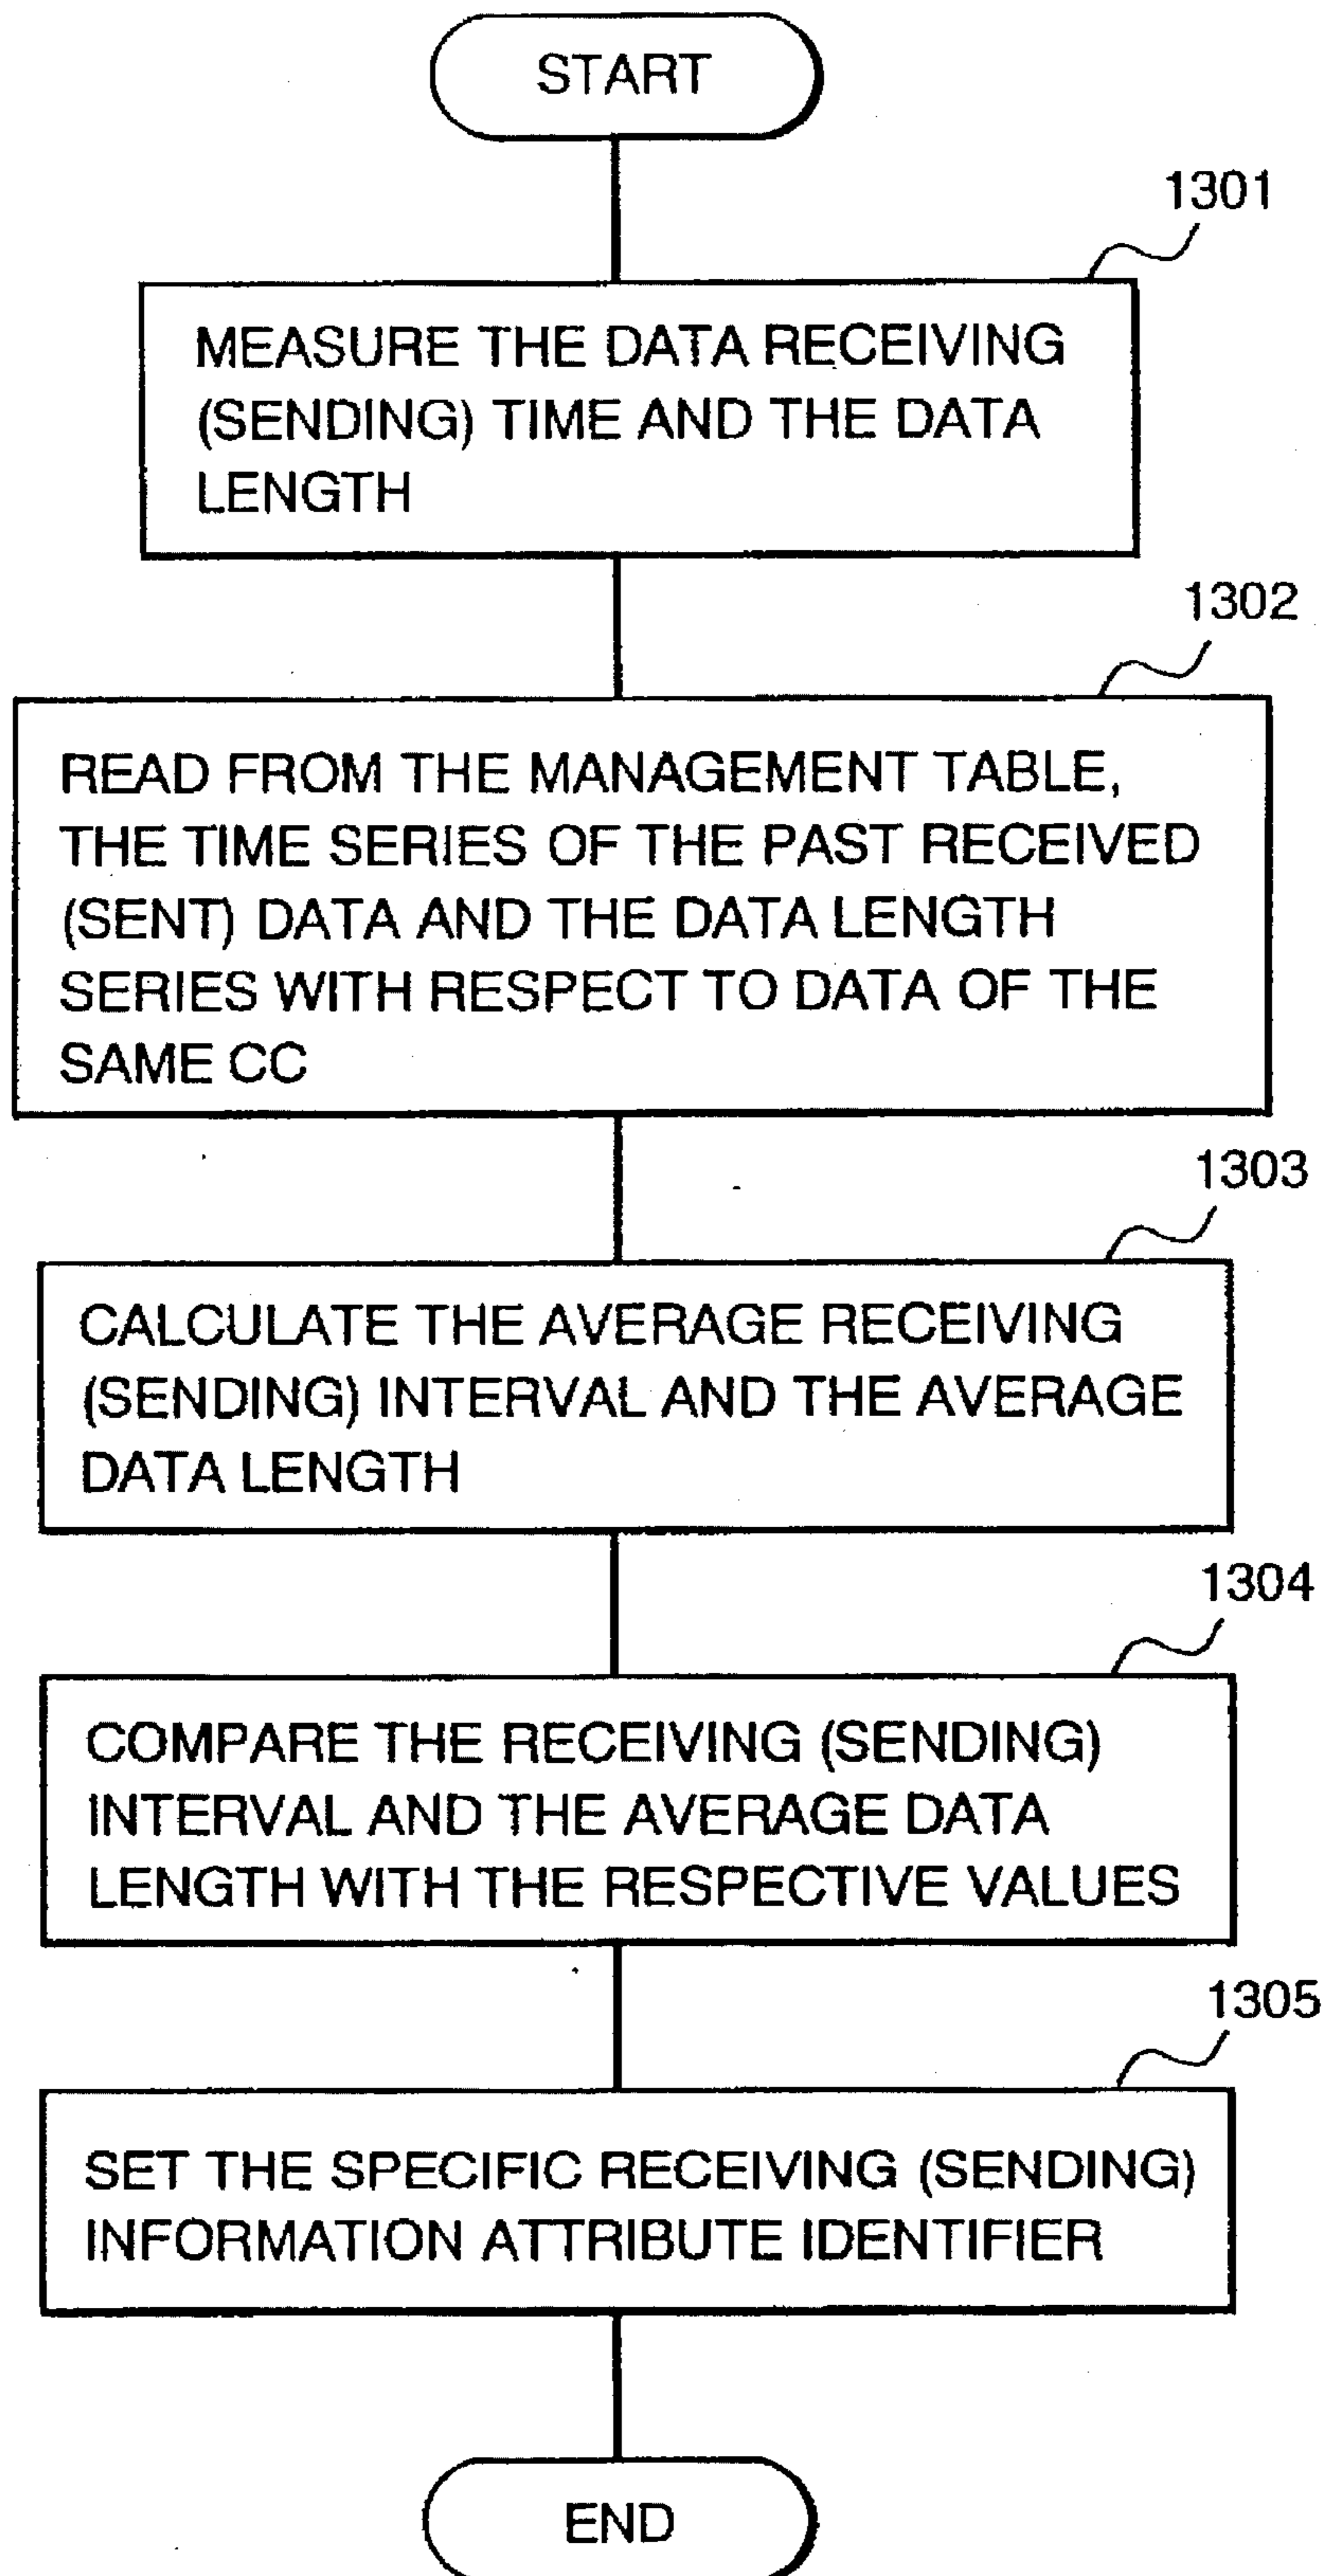 START
1301
MEASURE THE DATA RECEIVING
(SENDING) TIME AND THE DATA
LENGTH
1302
READ FROM THE MANAGEMENT TABLE,
THE TIME SERIES OF THE PAST RECEIVED
(SENT) DATA AND THE DATA LENGTH
SERIES WITH RESPECT TO DATA OF THE
SAME CC
1303
CALCULATE THE AVERAGE RECEIVING
(SENDING) INTERVAL AND THE AVERAGE
DATA LENGTH
1304
COMPARE THE RECEIVING (SENDING)
INTERVAL AND THE AVERAGE DATA
LENGTH WITH THE RESPECTIVE VALUES
1305
SET THE SPECIFIC RECEIVING (SENDING)
INFORMATION ATTRIBUTE IDENTIFIER
END